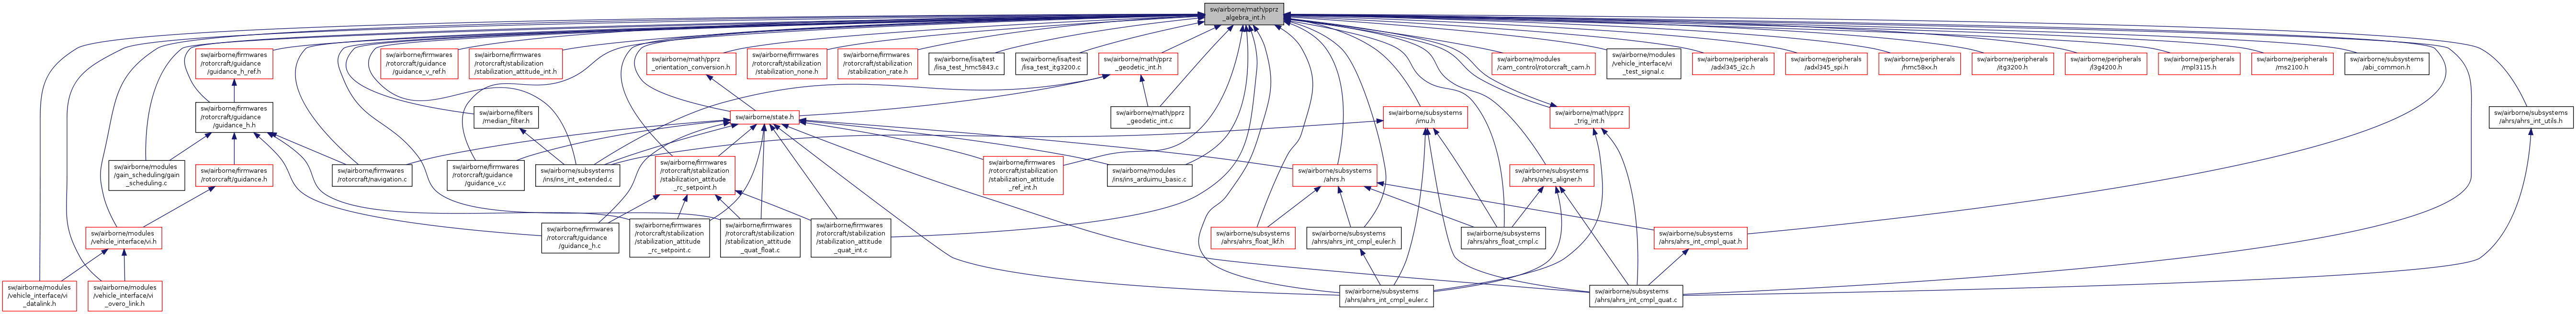 sw/airborne/math/pprz
_algebra_int.h
sw/airborne/firmwares
/rotorcraft/guidance
/guidance_h_ref.h
sw/airborne/firmwares
/rotorcraft/guidance
/guidance_v_ref.h
sw/airborne/firmwares
/rotorcraft/stabilization
/stabilization_attitude_int.h
sw/airborne/math/pprz
_orientation_conversion.h
sw/airborne/firmwares
/rotorcraft/stabilization
/stabilization_none.h
sw/airborne/firmwares
/rotorcraft/stabilization
/stabilization_rate.h
sw/airborne/lisa/test
/lisa_test_hmc5843.c
sw/airborne/lisa/test
/lisa_test_itg3200.c
sw/airborne/math/pprz
_geodetic_int.h
sw/airborne/modules
/cam_control/rotorcraft_cam.h
sw/airborne/modules
/vehicle_interface/vi
_test_signal.c
sw/airborne/peripherals
/adxl345_i2c.h
sw/airborne/peripherals
/adxl345_spi.h
sw/airborne/peripherals
/hmc58xx.h
sw/airborne/peripherals
/itg3200.h
sw/airborne/peripherals
/l3g4200.h
sw/airborne/peripherals
/mpl3115.h
sw/airborne/peripherals
/ms2100.h
sw/airborne/subsystems
/abi_common.h
sw/airborne/firmwares
/rotorcraft/guidance
/guidance_h.h
sw/airborne/filters
/median_filter.h
sw/airborne/state.h
sw/airborne/math/pprz
_geodetic_int.c
sw/airborne/subsystems
/imu.h
sw/airborne/math/pprz
_trig_int.h
sw/airborne/subsystems
/ahrs/ahrs_int_utils.h
sw/airborne/modules
/gain_scheduling/gain
_scheduling.c
sw/airborne/firmwares
/rotorcraft/guidance.h
sw/airborne/firmwares
/rotorcraft/navigation.c
sw/airborne/firmwares
/rotorcraft/guidance
/guidance_v.c
sw/airborne/subsystems
/ins/ins_int_extended.c
sw/airborne/firmwares
/rotorcraft/stabilization
/stabilization_attitude
_rc_setpoint.h
sw/airborne/firmwares
/rotorcraft/stabilization
/stabilization_attitude
_ref_int.h
sw/airborne/modules
/ins/ins_arduimu_basic.c
sw/airborne/subsystems
/ahrs.h
sw/airborne/subsystems
/ahrs/ahrs_aligner.h
sw/airborne/modules
/vehicle_interface/vi.h
sw/airborne/firmwares
/rotorcraft/guidance
/guidance_h.c
sw/airborne/firmwares
/rotorcraft/stabilization
/stabilization_attitude
_rc_setpoint.c
sw/airborne/firmwares
/rotorcraft/stabilization
/stabilization_attitude
_quat_float.c
sw/airborne/firmwares
/rotorcraft/stabilization
/stabilization_attitude
_quat_int.c
sw/airborne/subsystems
/ahrs/ahrs_float_lkf.h
sw/airborne/subsystems
/ahrs/ahrs_int_cmpl_euler.h
sw/airborne/subsystems
/ahrs/ahrs_float_cmpl.c
sw/airborne/subsystems
/ahrs/ahrs_int_cmpl_quat.h
sw/airborne/modules
/vehicle_interface/vi
_datalink.h
sw/airborne/modules
/vehicle_interface/vi
_overo_link.h
sw/airborne/subsystems
/ahrs/ahrs_int_cmpl_euler.c
sw/airborne/subsystems
/ahrs/ahrs_int_cmpl_quat.c